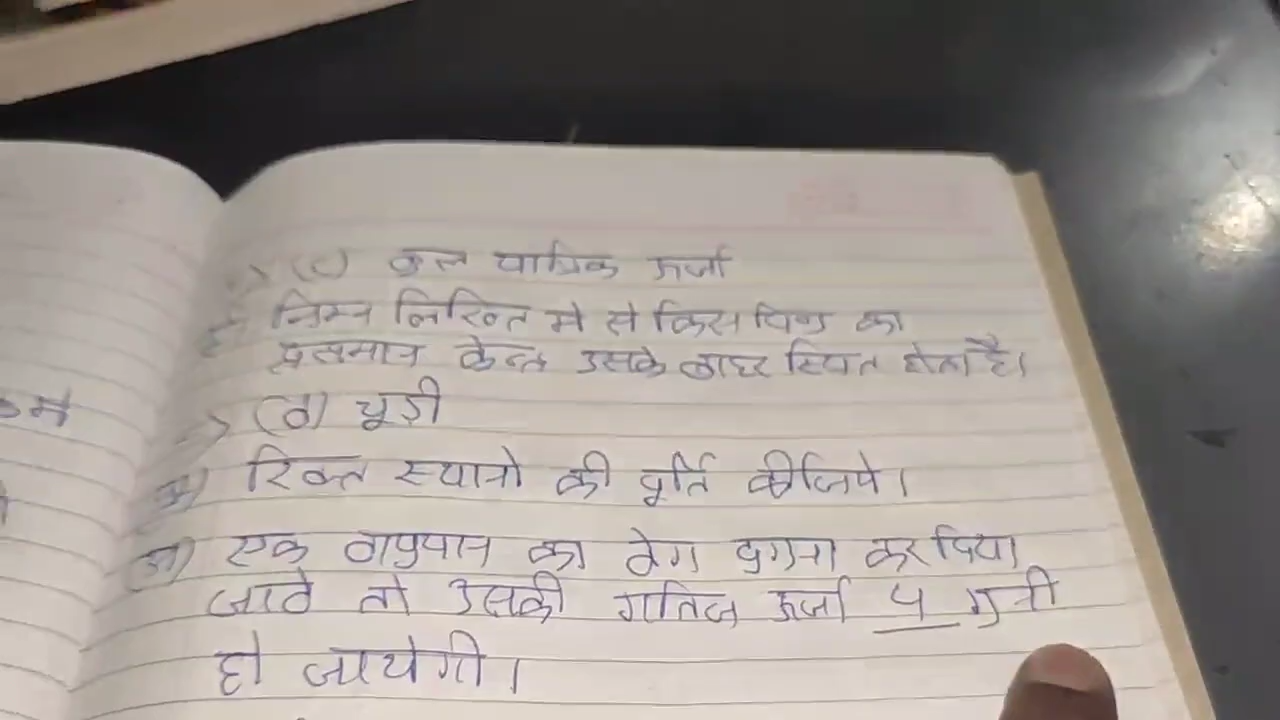 (C) कुल यांत्रिक ऊर्जा
निम्न लिखित मे से किस पिण्ड का
द्रव्यमान केन्द्र उसके बाहर स्थित होता है।
(d) चूड़ी
रिक्त स्थानो की पूर्ति कीजिये।
(अ) एक वायुयान का वेग दुगना कर दिया
जावे तो उसकी गतिज ऊर्जा 4 गुनी
हो जायेगी।